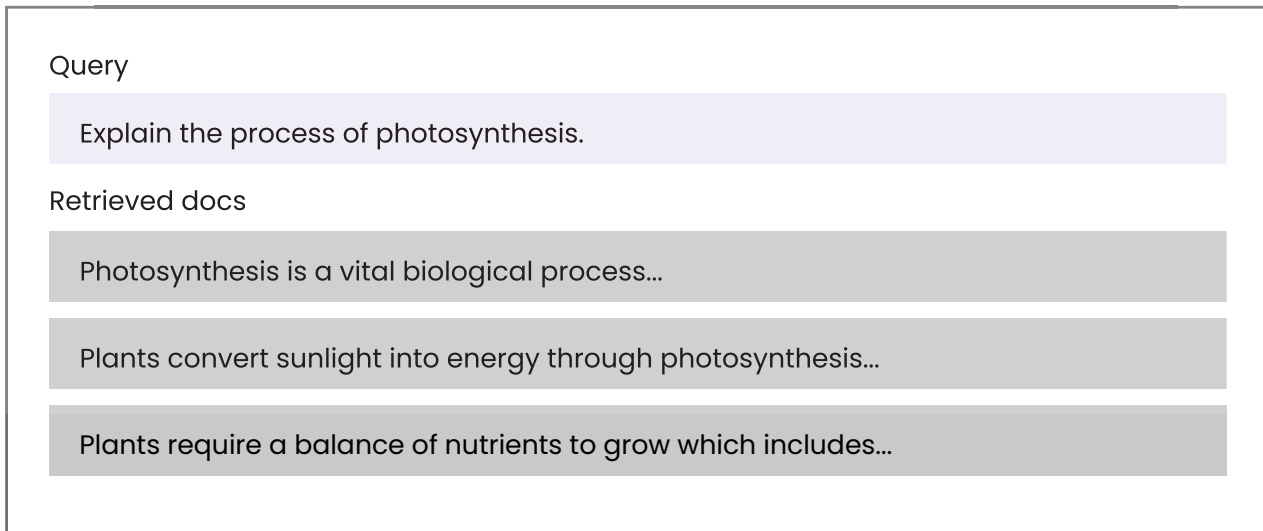 Query
Explain the process of photosynthesis.
Retrieved docs
Photosynthesis is a vital biological process...
Plants convert sunlight into energy through photosynthesis...
Plants require a balance of nutrients to grow which includes...